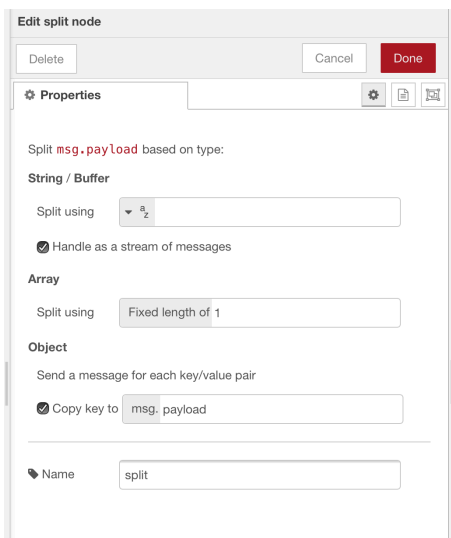 Edit split node
Delete Cancel Done
Properties
Split msg.payload based on type:
String / Buffer
Split using a z
Handle as a stream of messages
Array
Split using Fixed length of 1
Object
Send a message for each key/value pair
Copy key to msg. payload
Name split